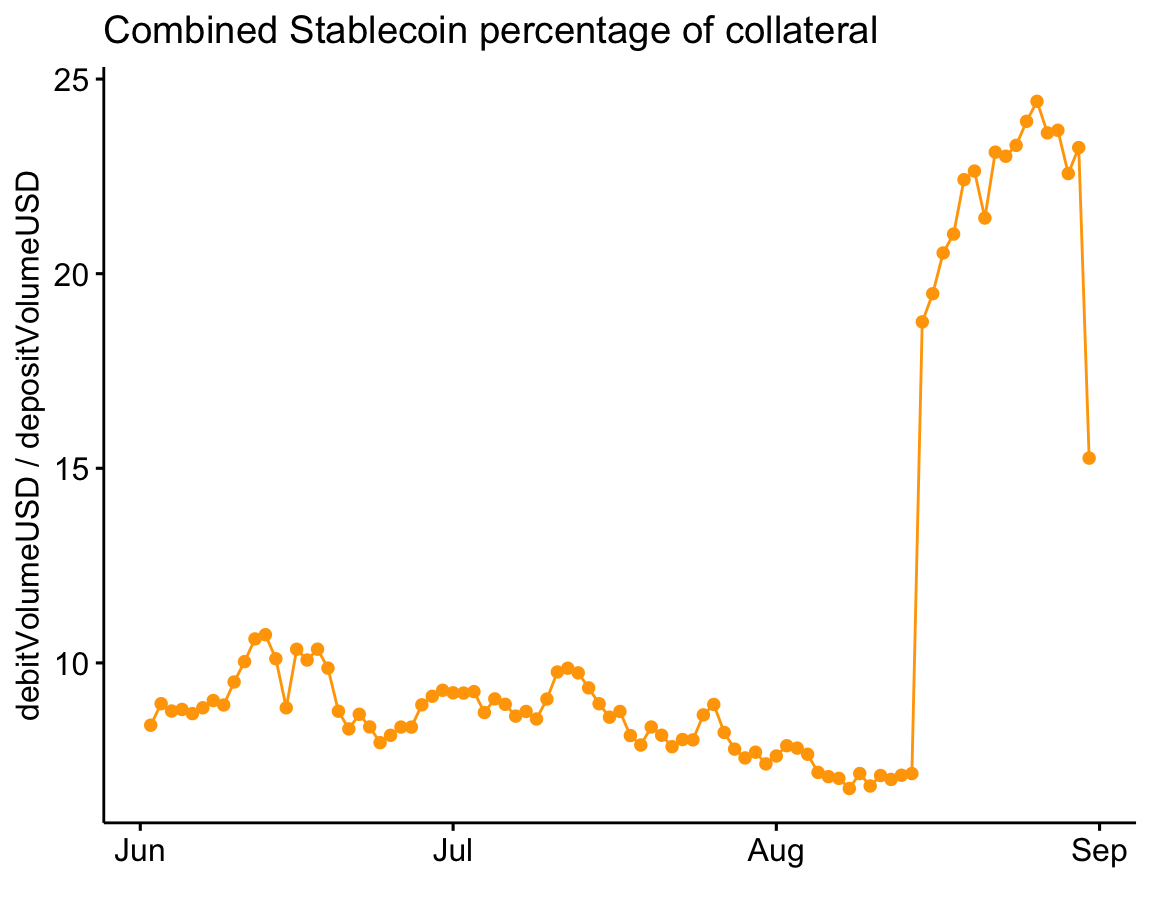 Combined Stablecoin percentage of collateral
debitVolumeUSD / depositVolumeUSD
25
20
15
10
Jun
Jul
Aug
Sep